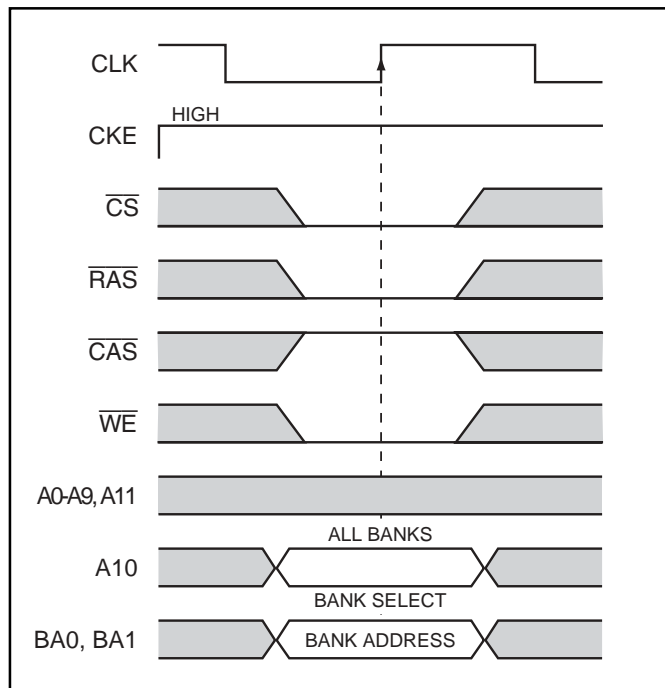 CLK
CKE
HIGH
CS
RAS
CAS
WE
A0-A9, A11
ALL BANKS
A10
BANK SELECT
BA0, BA1
BANK ADDRESS